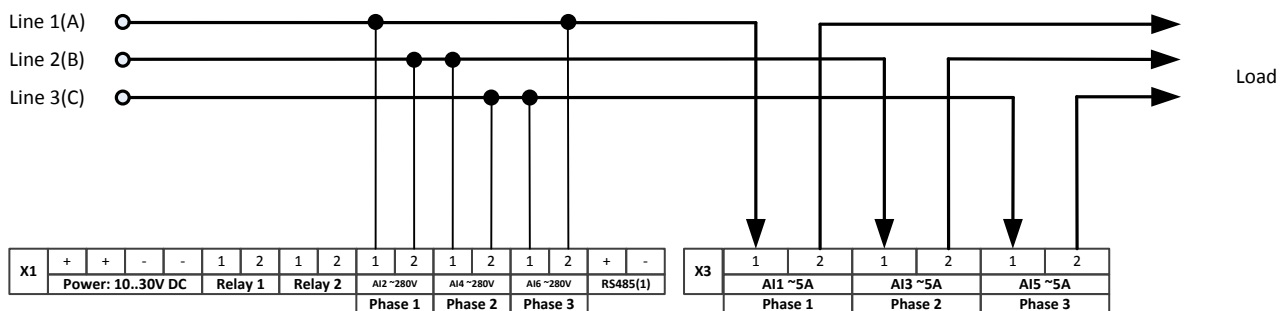 Line 1(A)
Line 2(B)
Line 3(C)
Load
X1 + + - - 1 2 1 2 1 2 1 2 1 2 + -
Power: 10..30V DC Relay 1 Relay 2 AI2 ~280V AI4 ~280V AI6 ~280V RS485(1)
Phase 1 Phase 2 Phase 3
X3 1 2 1 2 1 2
AI1 ~5A AI3 ~5A AI5 ~5A
Phase 1 Phase 2 Phase 3